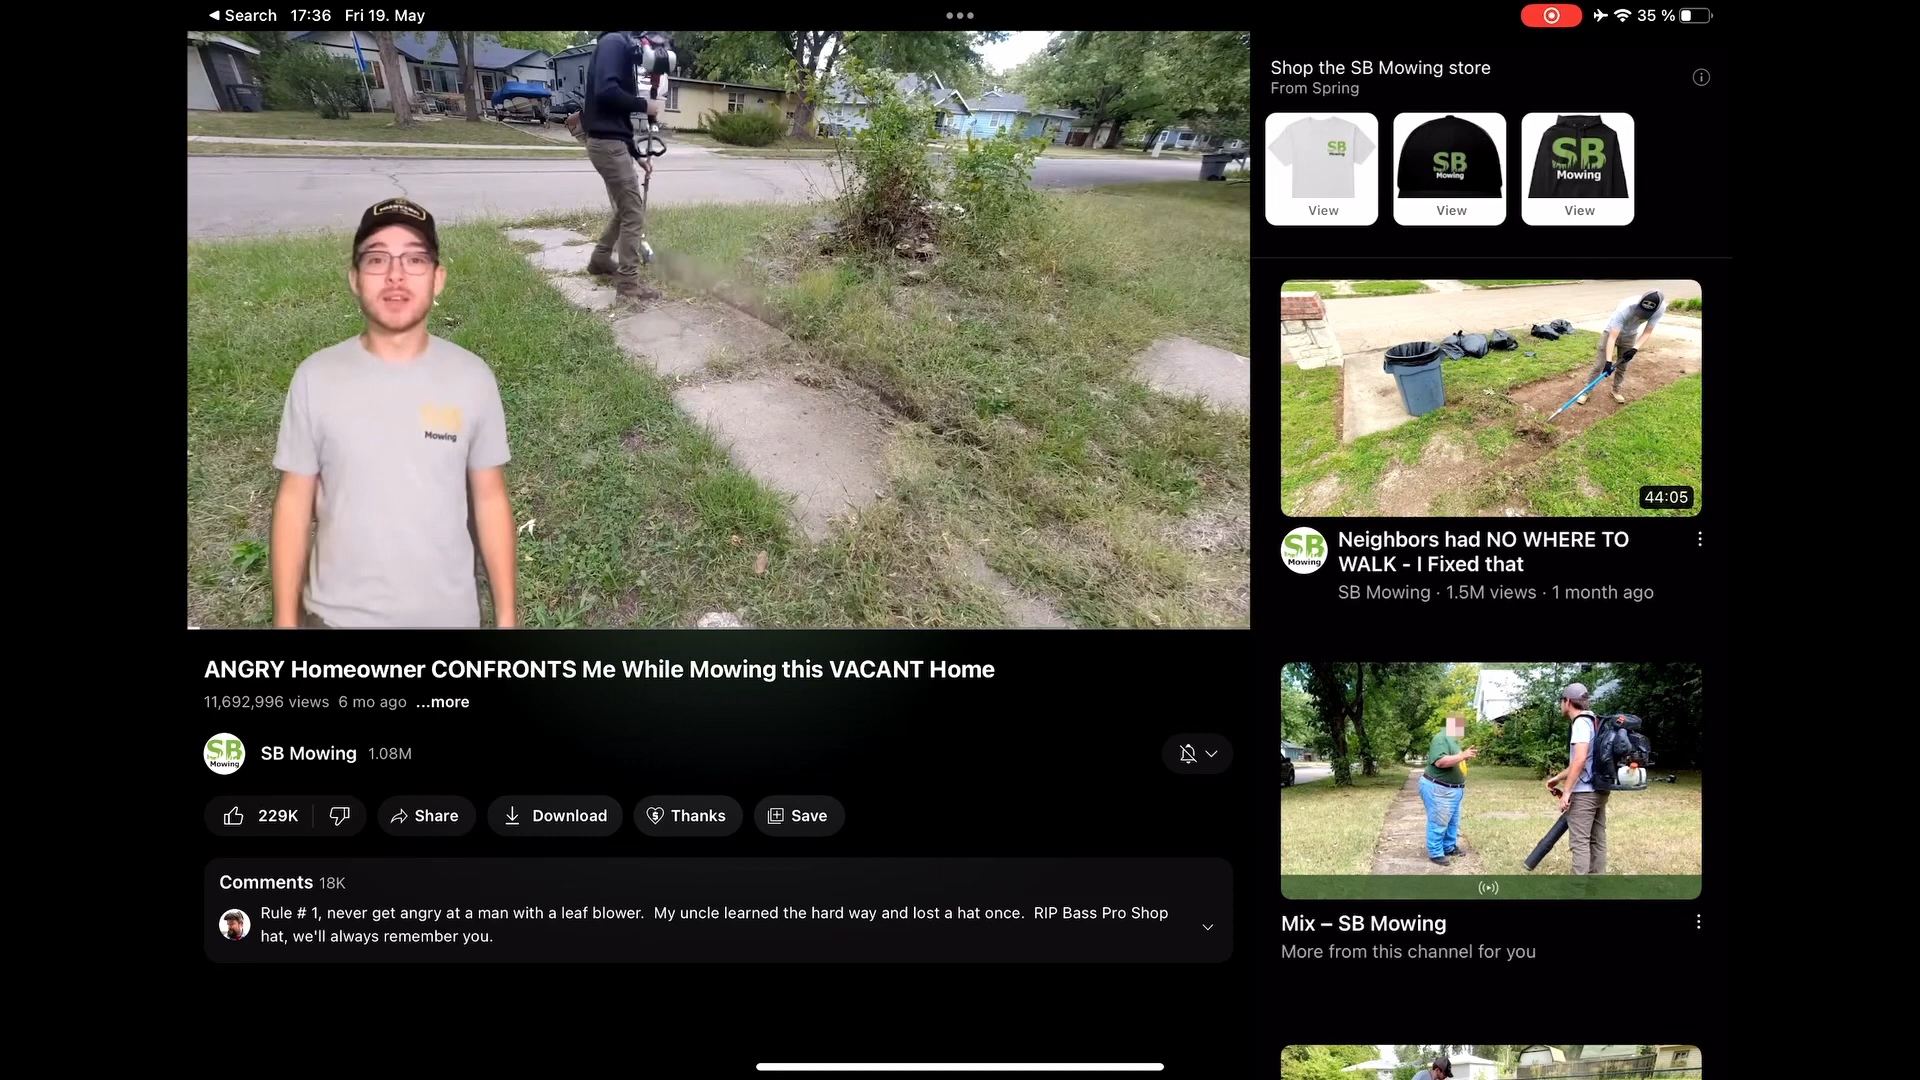 Search 17:36 Fri 19. May
35 %
Mowing
Shop the SB Mowing store
From Spring
SB
Mowing
View
SB
Mowing
View
SB
Mowing
View
44:05
SB
Mowing
Neighbors had NO WHERE TO
WALK - I Fixed that
SB Mowing · 1.5M views · 1 month ago
Mix – SB Mowing
More from this channel for you
ANGRY Homeowner CONFRONTS Me While Mowing this VACANT Home
11,692,996 views 6 mo ago ...more
SB
Mowing
SB Mowing 1.08M
229K
Share
Download
Thanks
Save
Comments 18K
Rule # 1, never get angry at a man with a leaf blower. My uncle learned the hard way and lost a hat once. RIP Bass Pro Shop
hat, we'll always remember you.